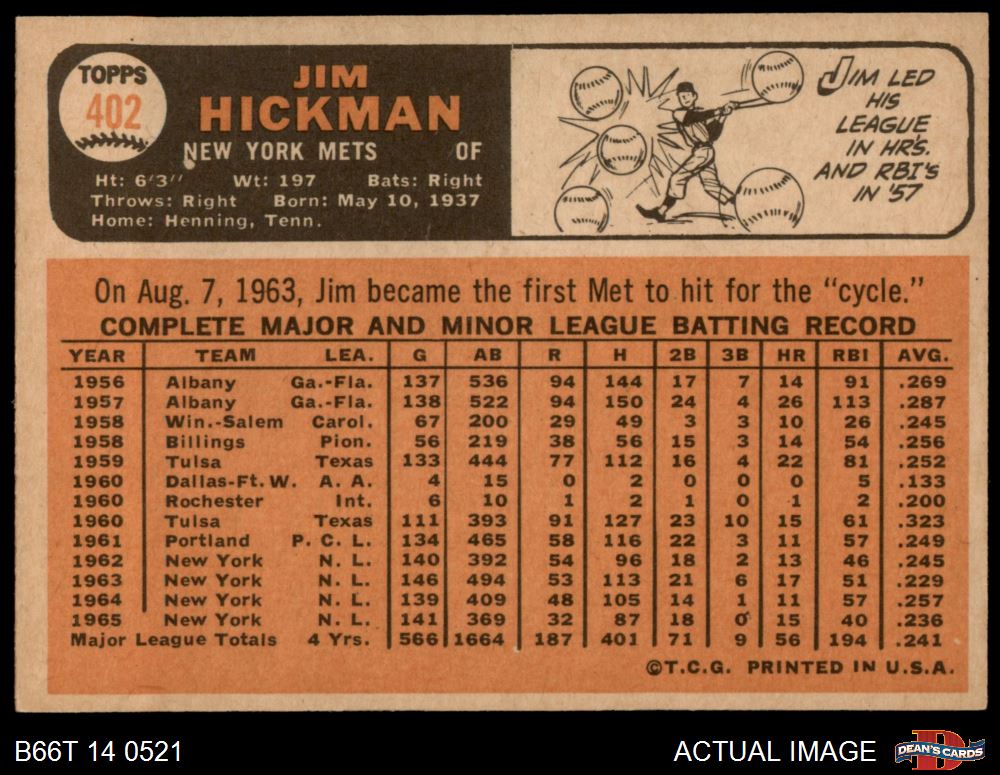 TOPPS
402
JIM
HICKMAN
NEW YORK METS OF
Ht: 6'3" Wt: 197 Bats: Right
Throws: Right Born: May 10, 1937
Home: Henning, Tenn.
JIM LED
HIS
LEAGUE
IN HR'S.
AND RBI'S
IN '57
On Aug. 7, 1963, Jim became the first Met to hit for the "cycle."
COMPLETE MAJOR AND MINOR LEAGUE BATTING RECORD
YEAR TEAM LEA. G AB R H 2B 3B HR RBI AVG.
1956 Albany Ga.-Fla. 137 536 94 144 17 7 14 91 .269
1957 Albany Ga.-Fla. 138 522 94 150 24 4 26 113 .287
1958 Win.-Salem Carol. 67 200 29 49 3 3 10 26 .245
1958 Billings Pion. 56 219 38 56 15 3 14 54 .256
1959 Tulsa Texas 133 444 77 112 16 4 22 81 .252
1960 Dallas-Ft. W. A. A. 4 15 0 2 0 0 0 5 .133
1960 Rochester Int. 6 10 1 2 1 0 1 2 .200
1960 Tulsa Texas 111 393 91 127 23 10 15 61 .323
1961 Portland P. C. L. 134 465 58 116 22 3 11 57 .249
1962 New York N. L. 140 392 54 96 18 2 13 46 .245
1963 New York N. L. 146 494 53 113 21 6 17 51 .229
1964 New York N. L. 139 409 48 105 14 1 11 57 .257
1965 New York N. L. 141 369 32 87 18 0 15 40 .236
Major League Totals 4 Yrs. 566 1664 187 401 71 9 56 194 .241
©T.C.G. PRINTED IN U.S.A.
B66T 14 0521 ACTUAL IMAGE DEAN'S CARDS